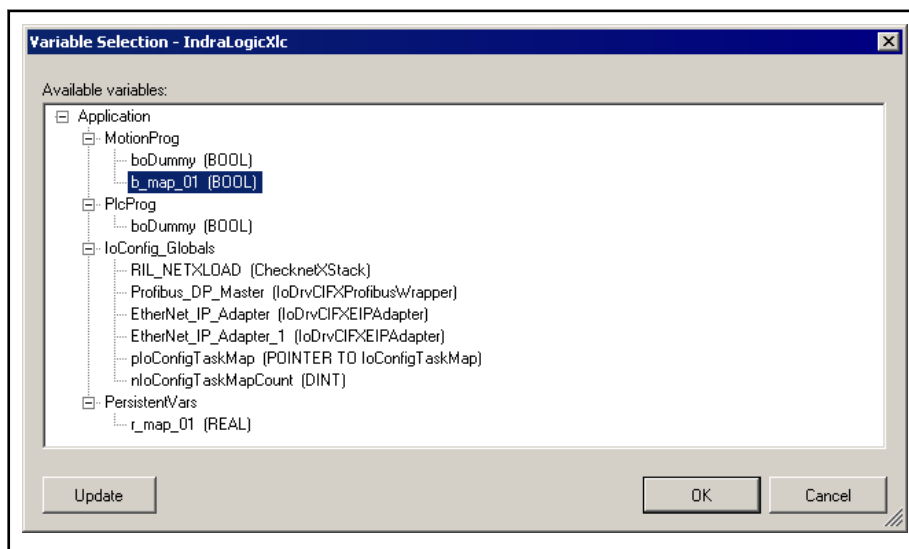 Variable Selection - IndraLogicXlc
Available variables:
Application
MotionProg
boDummy (BOOL)
b_map_01 (BOOL)
PlcProg
boDummy (BOOL)
IoConfig_Globals
RIL_NETXLOAD (ChecknetXStack)
Profibus_DP_Master (IoDrvCIFXProfibusWrapper)
EtherNet_IP_Adapter (IoDrvCIFXEIPAdapter)
EtherNet_IP_Adapter_1 (IoDrvCIFXEIPAdapter)
pIoConfigTaskMap (POINTER TO IoConfigTaskMap)
nIoConfigTaskMapCount (DINT)
PersistentVars
r_map_01 (REAL)
Update OK Cancel